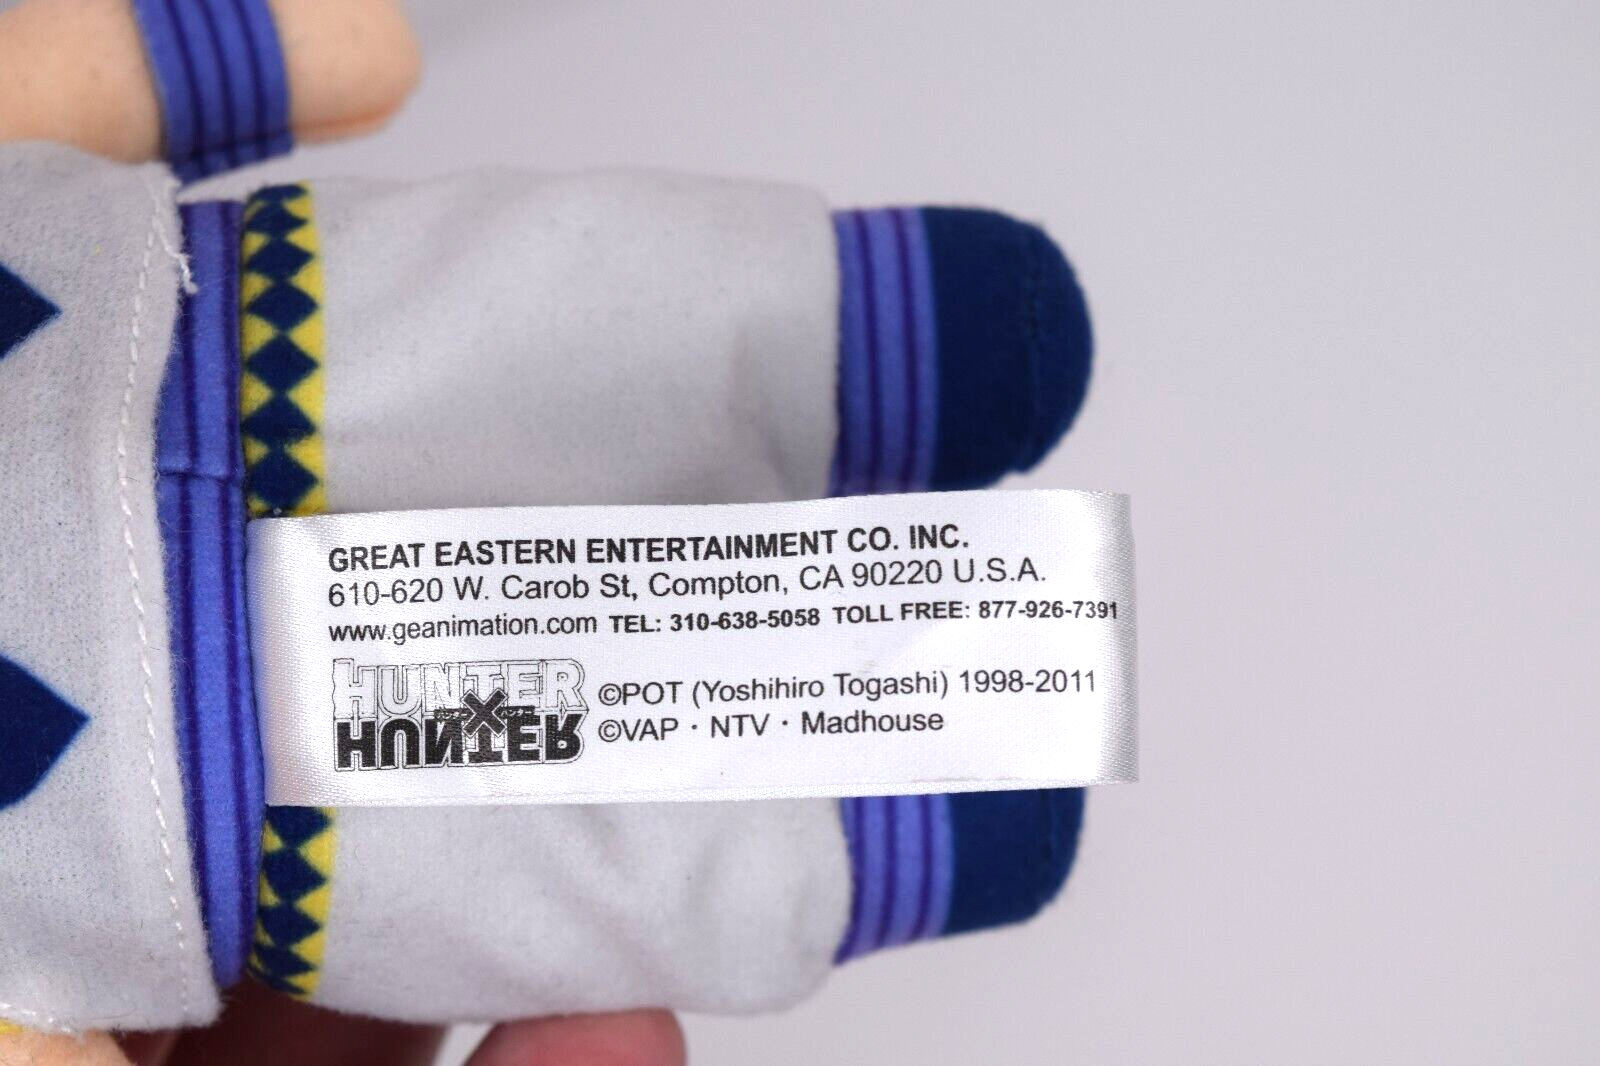 GREAT EASTERN ENTERTAINMENT CO. INC.
610-620 W. Carob St, Compton, CA 90220 U.S.A.
www.geanimation.com TEL: 310-638-5058 TOLL FREE: 877-926-7391
HUNTER
×
HUNTER
©POT (Yoshihiro Togashi) 1998-2011
©VAP・NTV・Madhouse